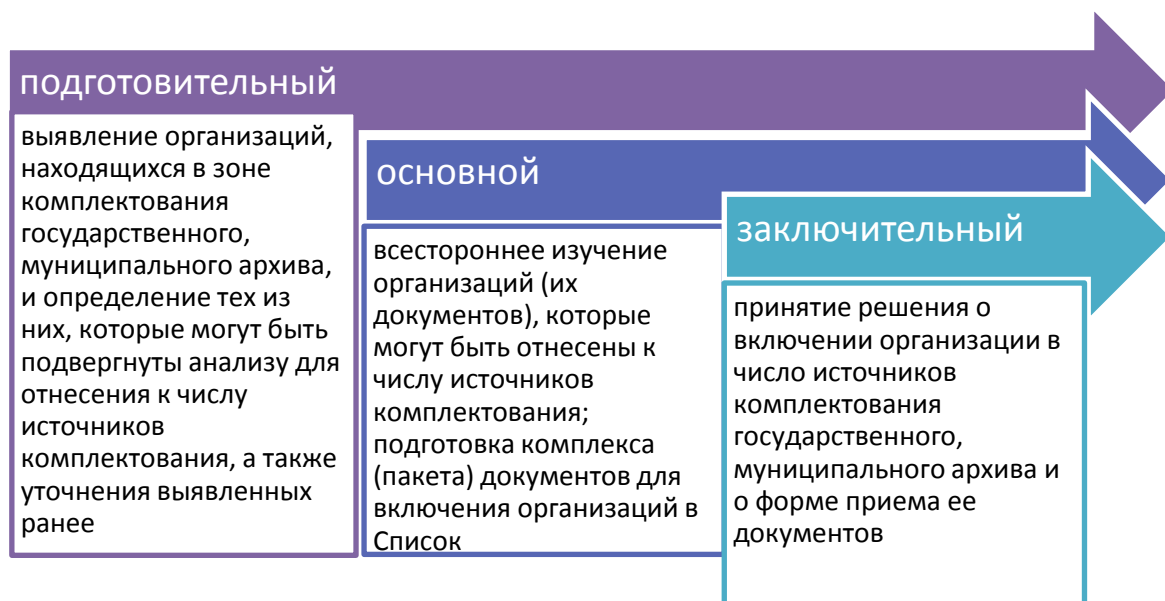 подготовительный
выявление организаций,
находящихся в зоне
комплектования
государственного,
муниципального архива,
и определение тех из
них, которые могут быть
подвергнуты анализу для
отнесения к числу
источников
комплектования, а также
уточнения выявленных
ранее
основной
всестороннее изучение
организаций (их
документов), которые
могут быть отнесены к
числу источников
комплектования;
подготовка комплекса
(пакета) документов для
включения организаций в
Список
заключительный
принятие решения о
включении организации в
число источников
комплектования
государственного,
муниципального архива и
о форме приема ее
документов